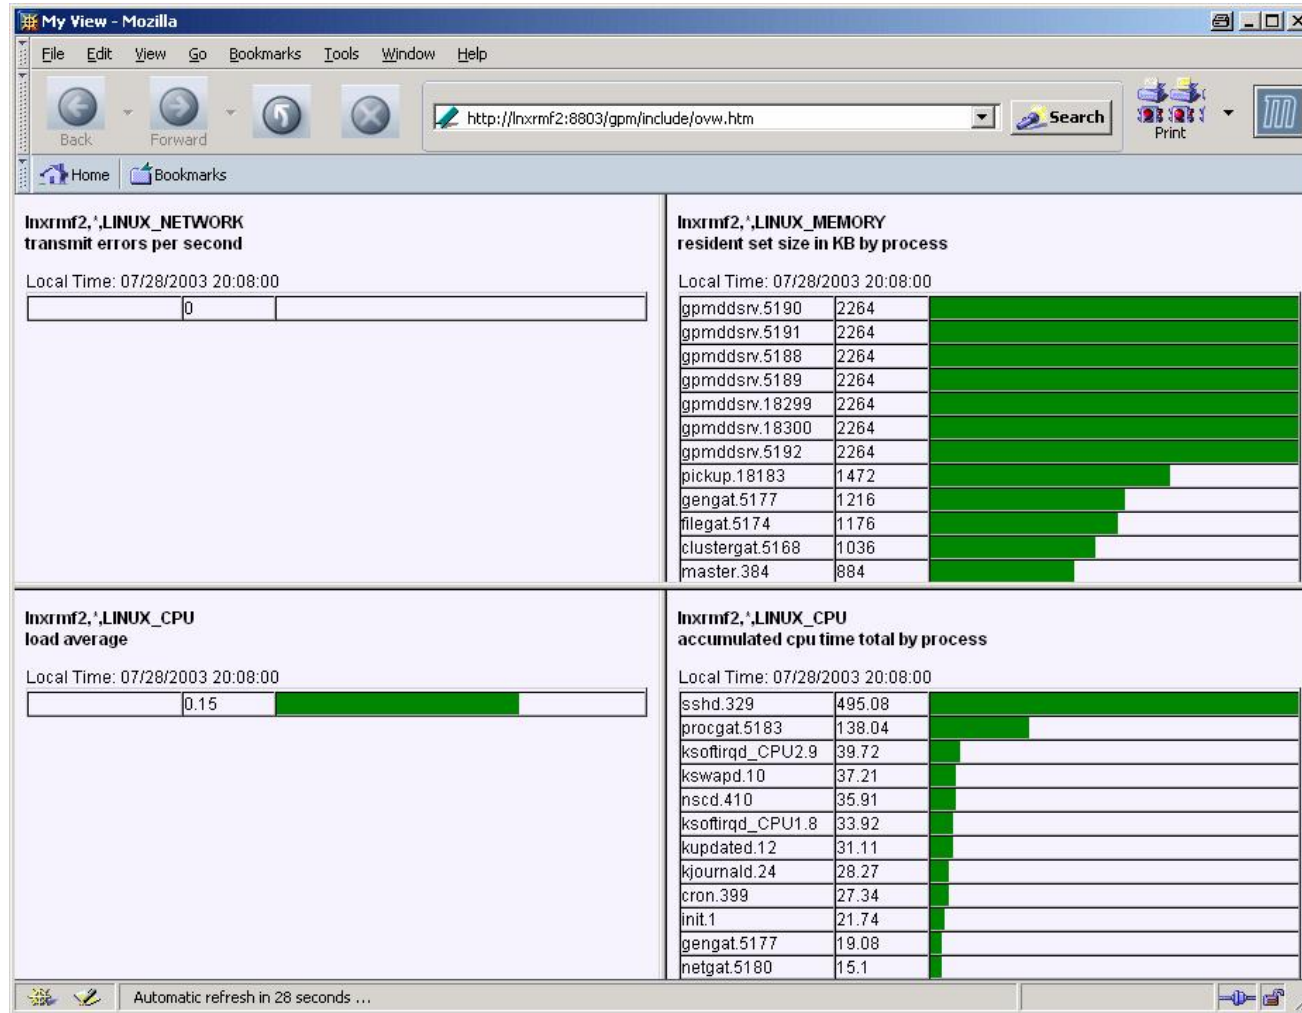 My View - Mozilla
File Edit View Go Bookmarks Tools Window Help
Back Forward http://lnxrmf2:8803/gpm/include/ovw.htm Search Print
Home Bookmarks
lnxrmf2,*,LINUX_NETWORK
transmit errors per second
Local Time: 07/28/2003 20:08:00
0
lnxrmf2,*,LINUX_MEMORY
resident set size in KB by process
Local Time: 07/28/2003 20:08:00
gpmddsrv.5190 2264
gpmddsrv.5191 2264
gpmddsrv.5188 2264
gpmddsrv.5189 2264
gpmddsrv.18299 2264
gpmddsrv.18300 2264
gpmddsrv.5192 2264
pickup.18183 1472
gengat.5177 1216
filegat.5174 1176
clustergat.5168 1036
master.384 884
lnxrmf2,*,LINUX_CPU
load average
Local Time: 07/28/2003 20:08:00
0.15
lnxrmf2,*,LINUX_CPU
accumulated cpu time total by process
Local Time: 07/28/2003 20:08:00
sshd.329 495.08
procgat.5183 138.04
ksoftirqd_CPU2.9 39.72
kswapd.10 37.21
nscd.410 35.91
ksoftirqd_CPU1.8 33.92
kupdated.12 31.11
kjournald.24 28.27
cron.399 27.34
init.1 21.74
gengat.5177 19.08
netgat.5180 15.1
Automatic refresh in 28 seconds ...